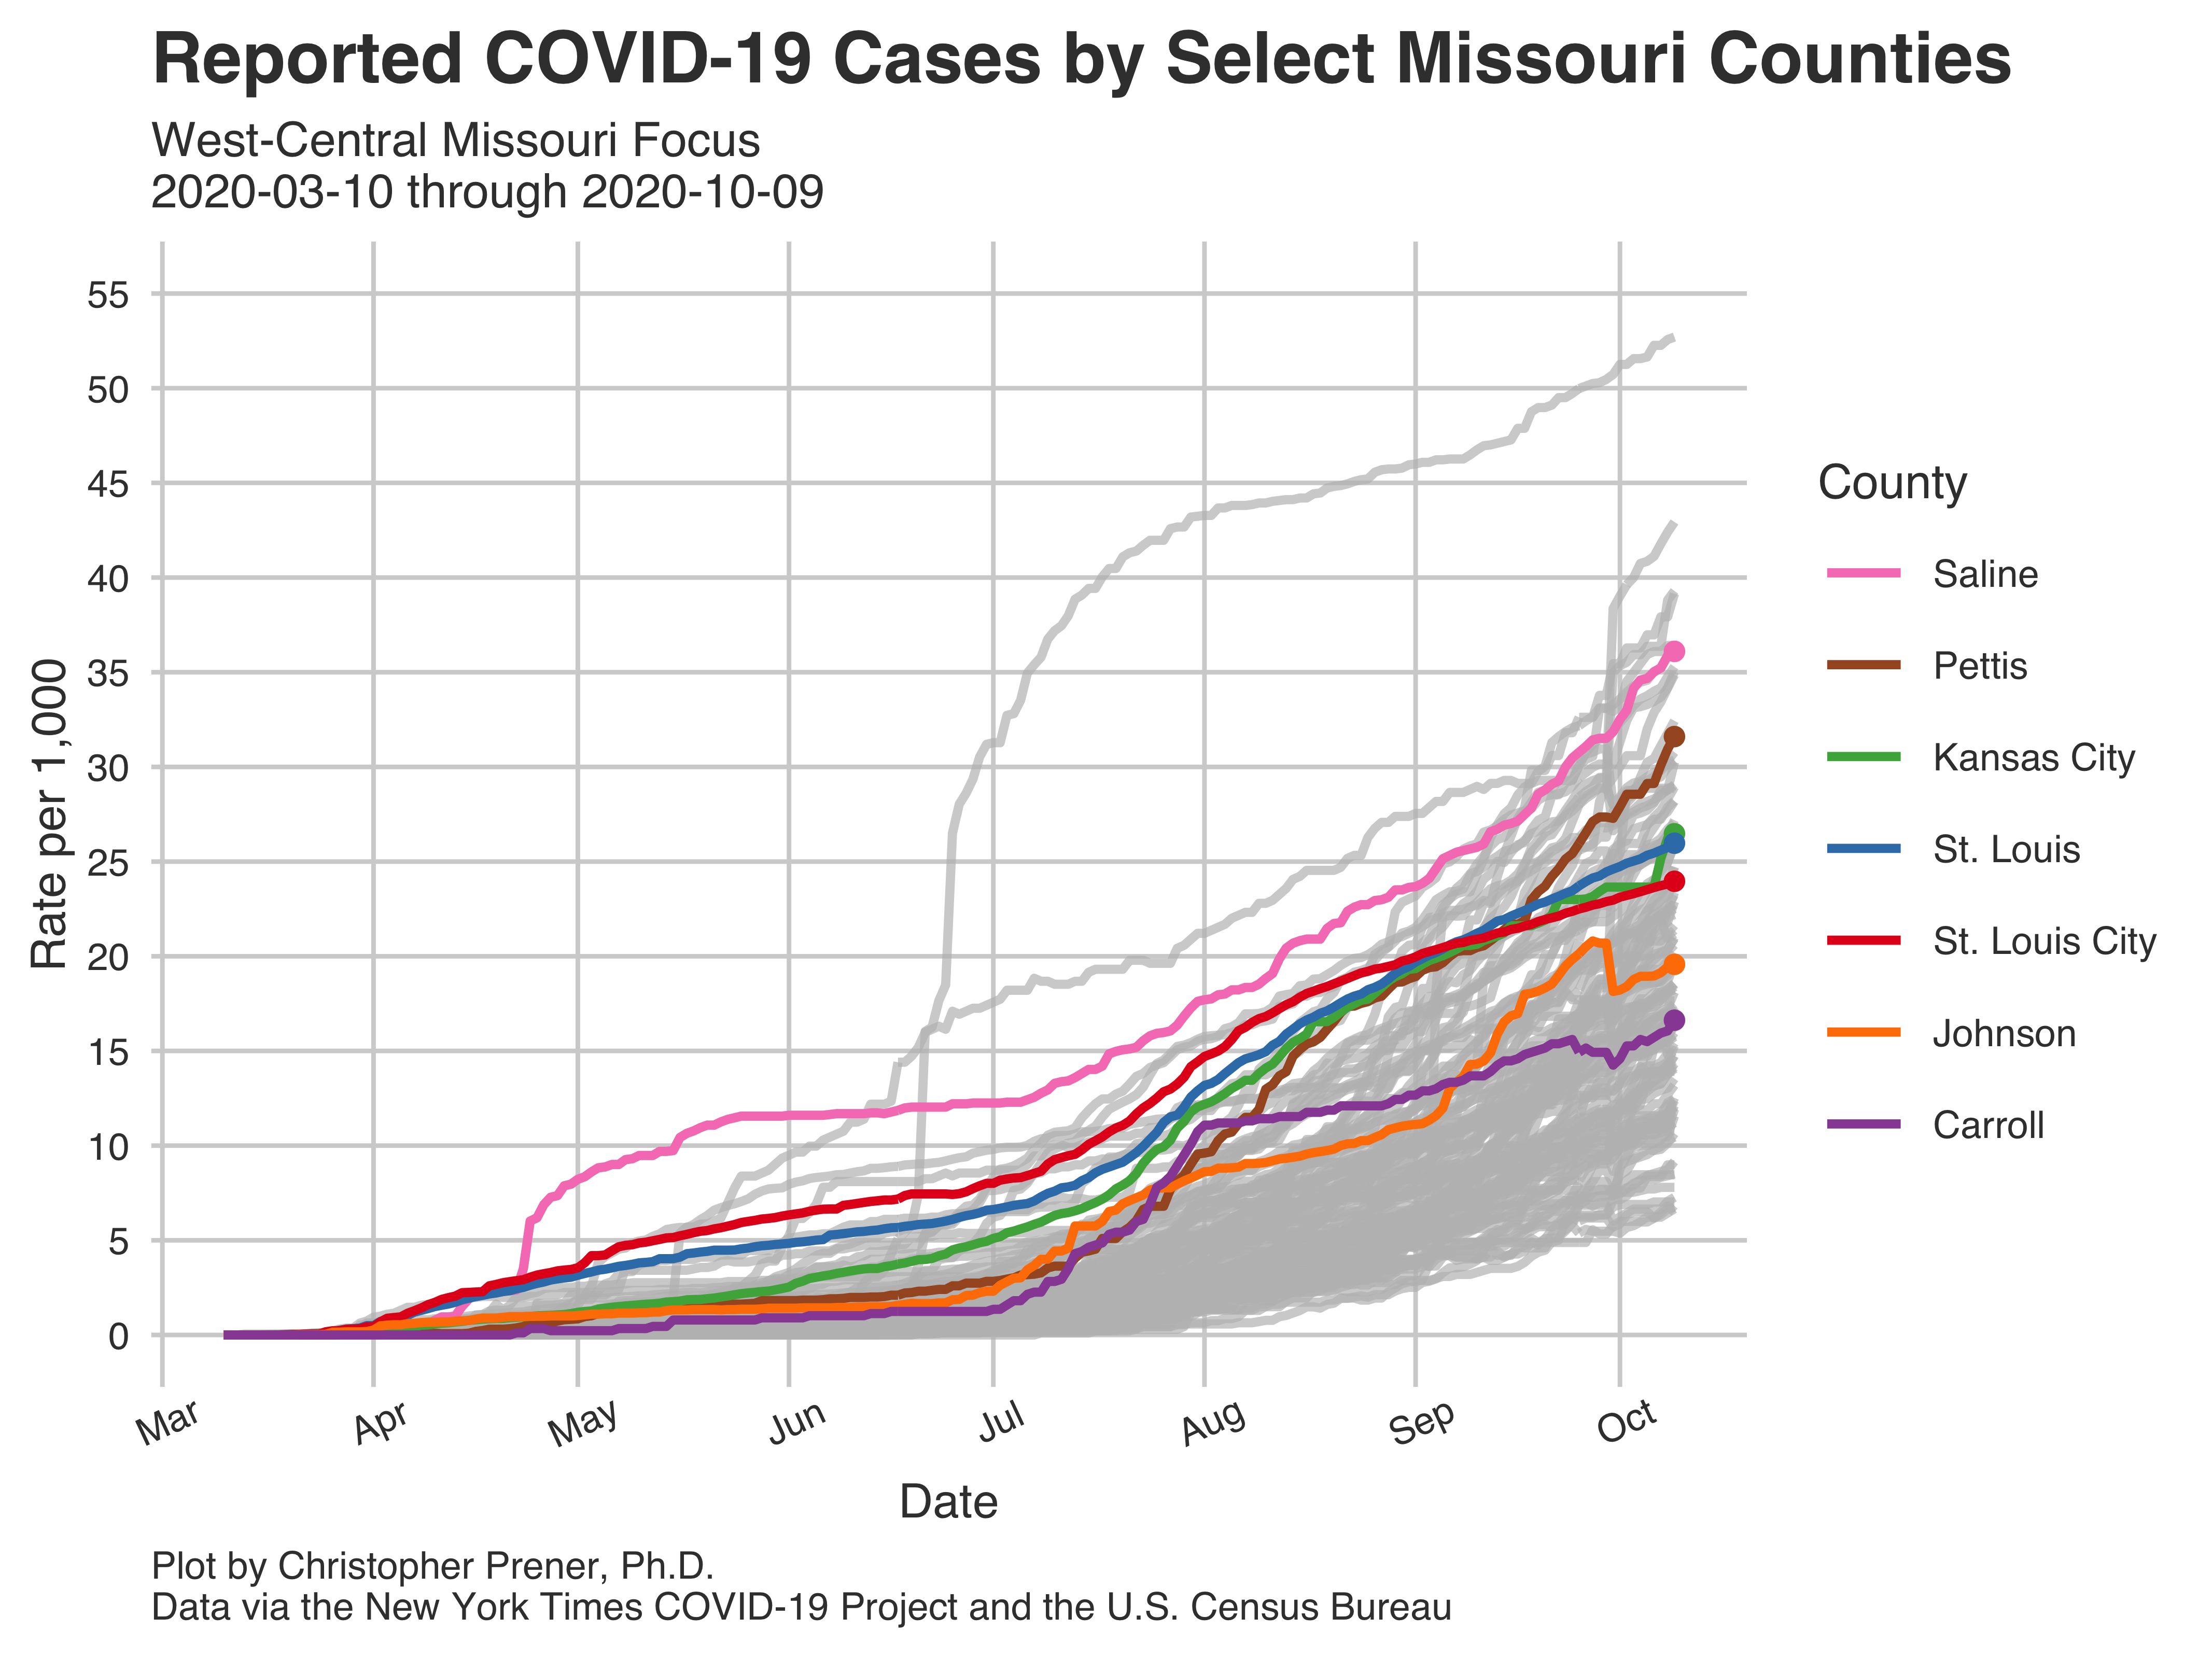 Reported COVID-19 Cases by Select Missouri Counties
West-Central Missouri Focus
2020-03-10 through 2020-10-09
55
50
45
40
35
30
25
20
15
10
5
0
Rate per 1,000
Mar
Apr
May
Jun
Jul
Aug
Sep
Oct
Date
County
Saline
Pettis
Kansas City
St. Louis
St. Louis City
Johnson
Carroll
Plot by Christopher Prener, Ph.D.
Data via the New York Times COVID-19 Project and the U.S. Census Bureau